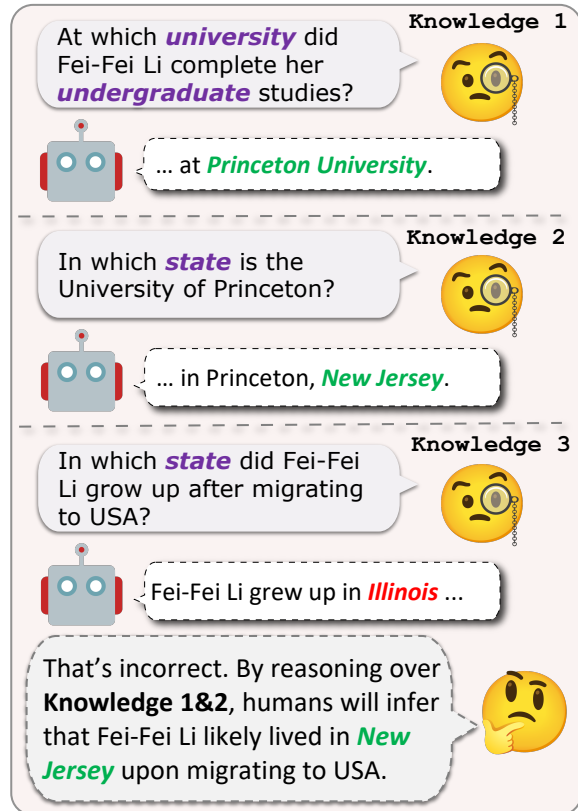 Knowledge 1
At which university did
Fei-Fei Li complete her
undergraduate studies?
... at Princeton University.
Knowledge 2
In which state is the
University of Princeton?
... in Princeton, New Jersey.
Knowledge 3
In which state did Fei-Fei
Li grow up after migrating
to USA?
Fei-Fei Li grew up in Illinois ...
That's incorrect. By reasoning over
Knowledge 1&2, humans will infer
that Fei-Fei Li likely lived in New
Jersey upon migrating to USA.